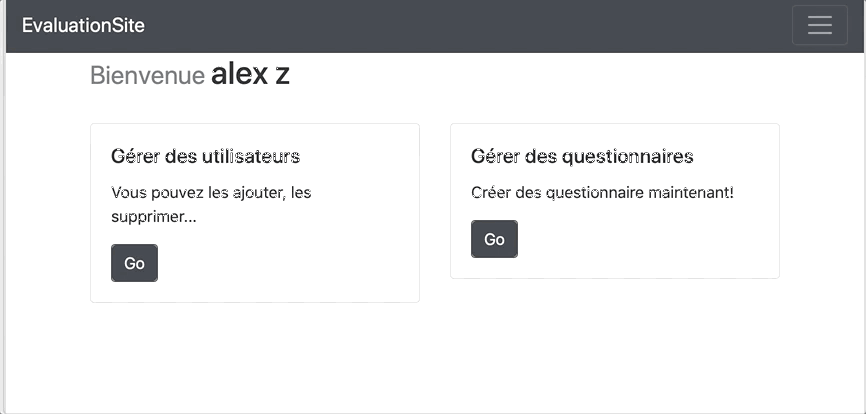 EvaluationSite
Bienvenue alex z
Gérer des utilisateurs
Vous pouvez les ajouter, les
supprimer...
Go
Gérer des questionnaires
Créer des questionnaire maintenant!
Go